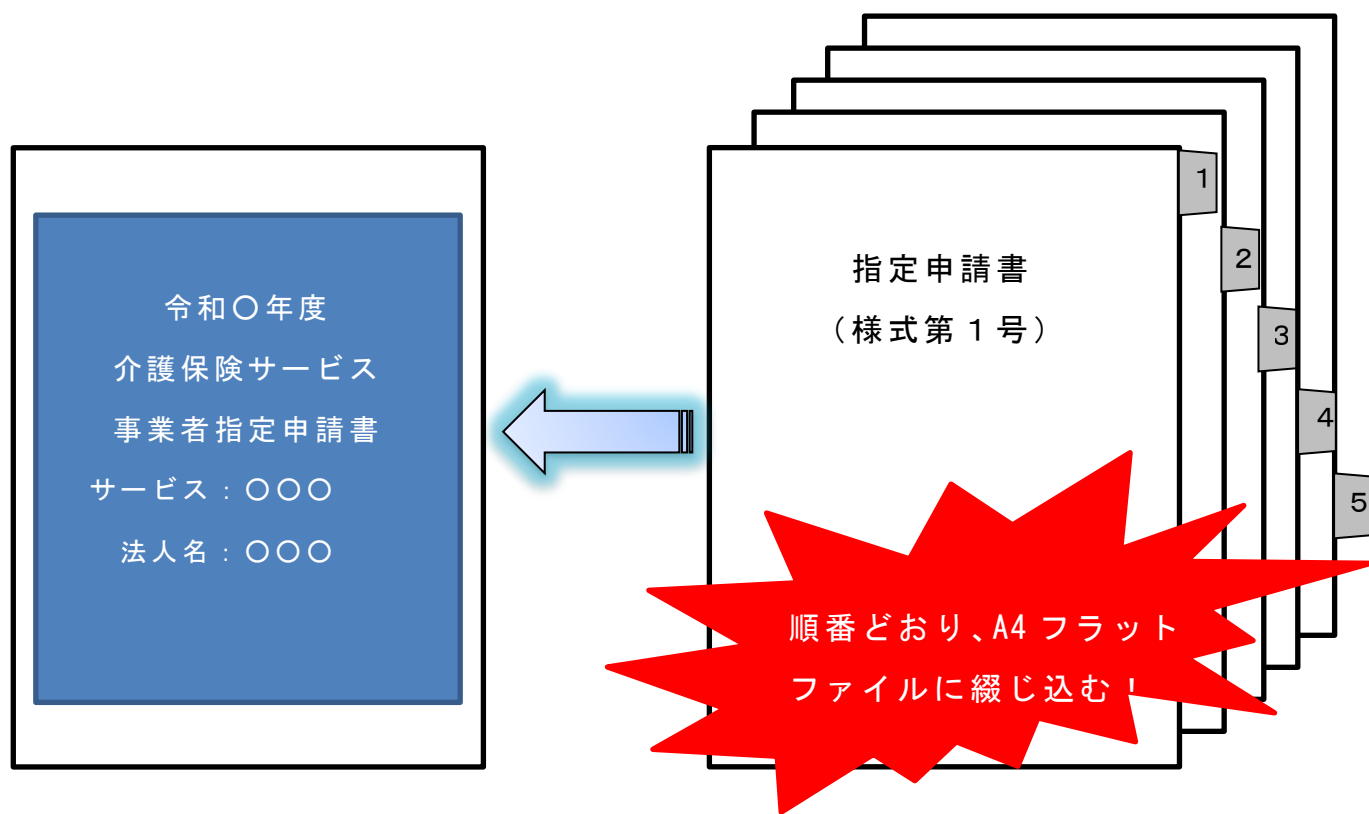 令和〇年度
介護保険サービス
事業者指定申請書
サービス：〇〇〇
法人名：〇〇〇
指定申請書
（様式第１号）
1
2
3
4
5
順番どおり、A4 フラット
ファイルに綴じ込む！